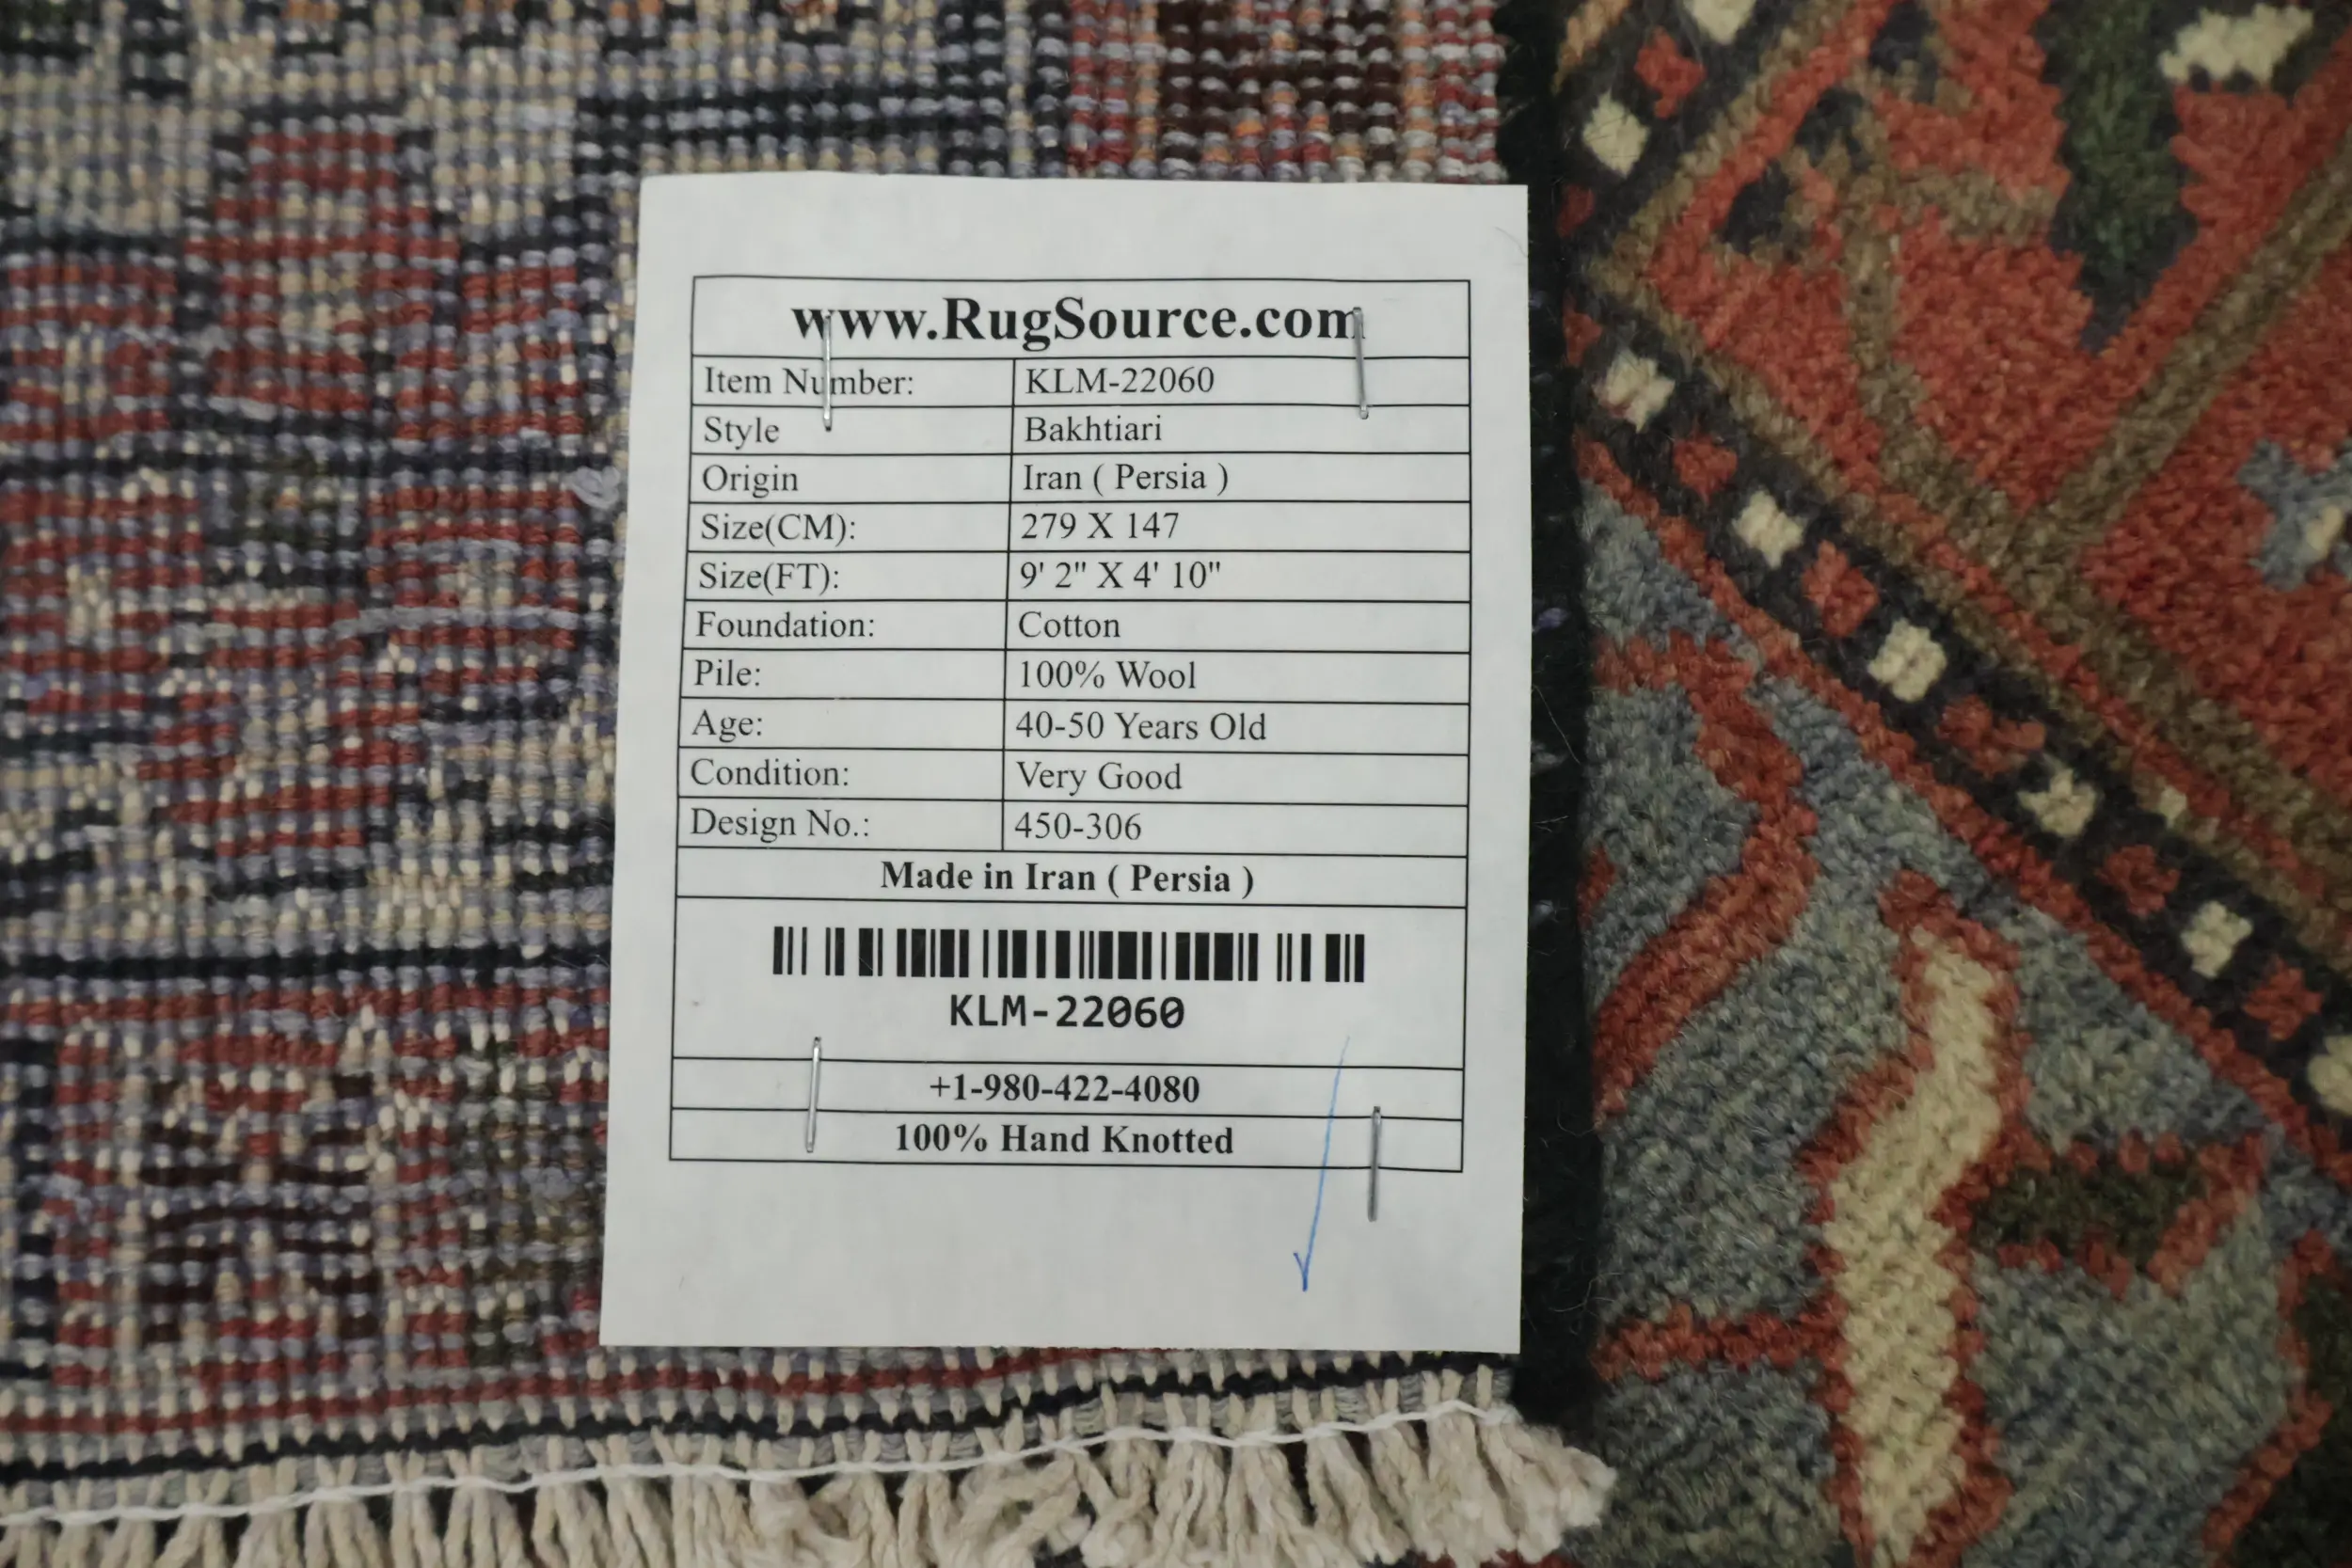 www.RugSource.com
Item Number: KLM-22060
Style Bakhtiari
Origin Iran ( Persia )
Size(CM): 279 X 147
Size(FT): 9' 2" X 4' 10"
Foundation: Cotton
Pile: 100% Wool
Age: 40-50 Years Old
Condition: Very Good
Design No.: 450-306
Made in Iran ( Persia )
KLM-22060
+1-980-422-4080
100% Hand Knotted